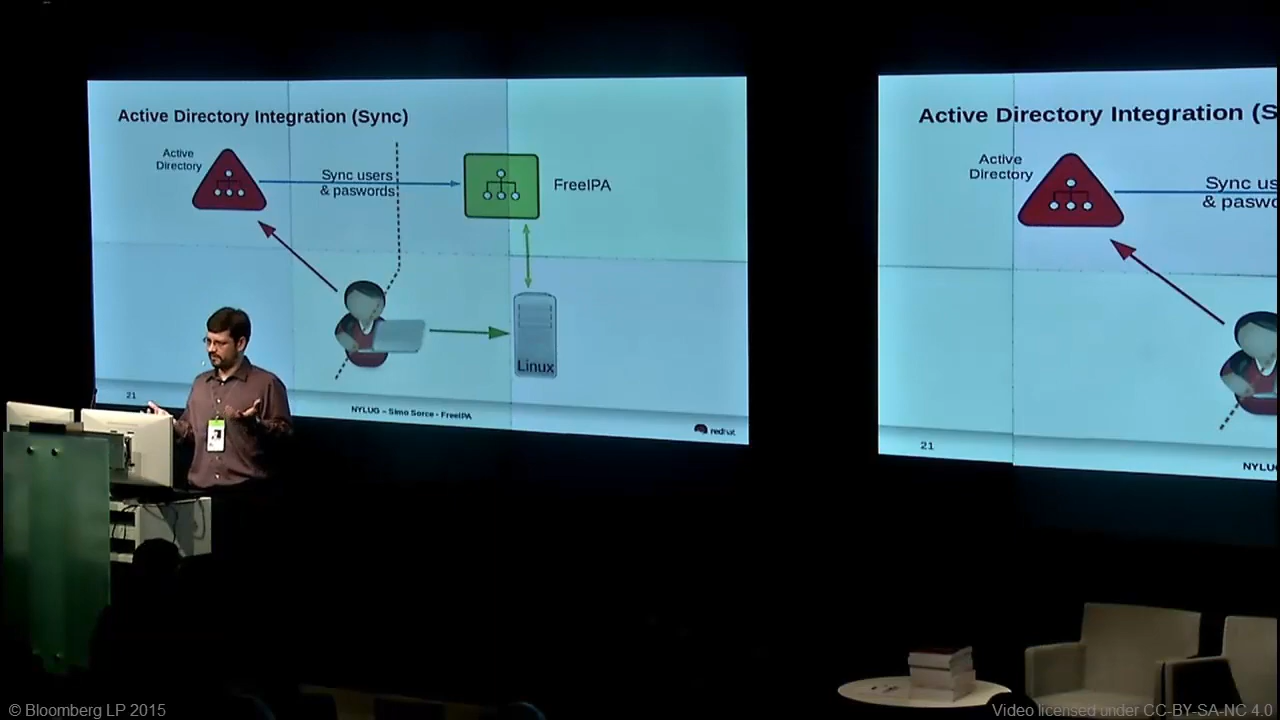 Active Directory Integration (Sync)
Active
Directory
Sync users
& paswords
FreeIPA
Linux
21
NYLUG – Simo Sorce - FreeIPA
redhat
Active Directory Integration (S
Active
Directory
Sync us
& paswo
21
NYLUG
© Bloomberg LP 2015
Video licensed under CC-BY-SA-NC 4.0